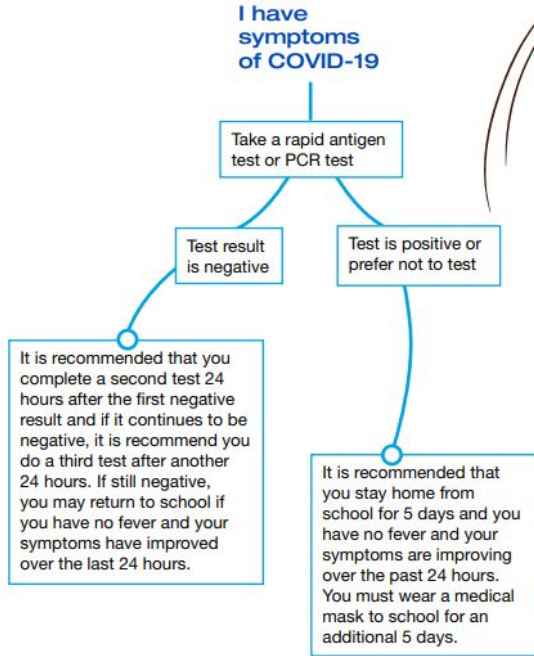 I have
symptoms
of COVID-19
Take a rapid antigen
test or PCR test
Test result
is negative
Test is positive or
prefer not to test
It is recommended that you
complete a second test 24
hours after the first negative
result and if it continues to be
negative, it is recommend you
do a third test after another
24 hours. If still negative,
you may return to school if
you have no fever and your
symptoms have improved
over the last 24 hours.
It is recommended that
you stay home from
school for 5 days and you
have no fever and your
symptoms are improving
over the past 24 hours.
You must wear a medical
mask to school for an
additional 5 days.